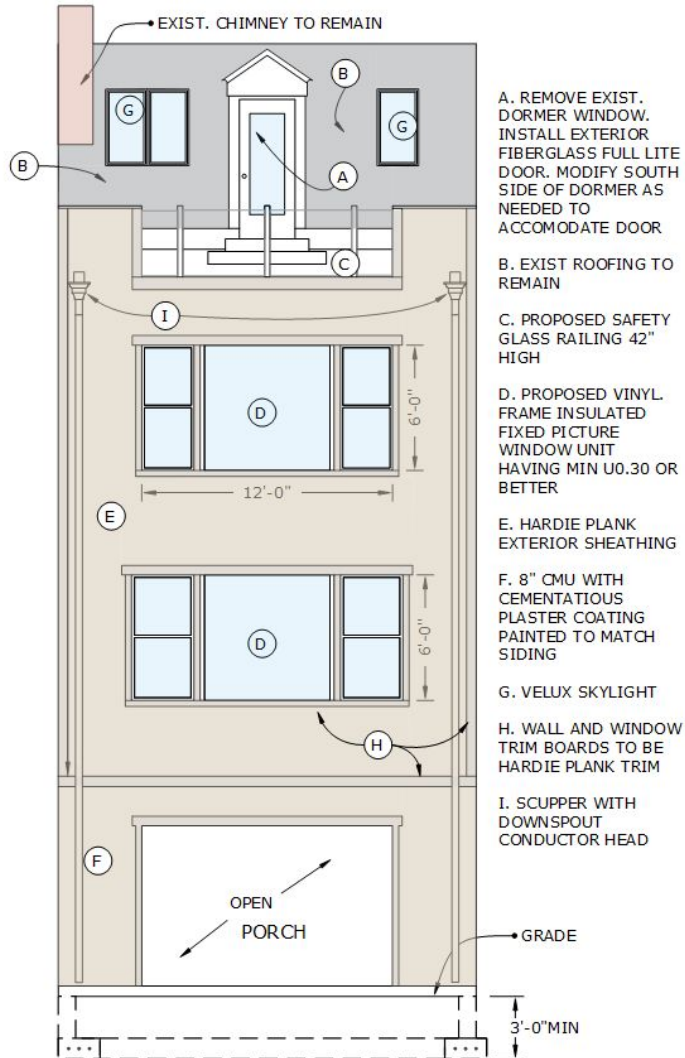 EXIST. CHIMNEY TO REMAIN
B
G
G
B
A
C
I
D
6'-0"
12'-0"
E
D
6'-0"
H
F
OPEN
PORCH
GRADE
3'-0"MIN
A. REMOVE EXIST.
DORMER WINDOW.
INSTALL EXTERIOR
FIBERGLASS FULL LITE
DOOR. MODIFY SOUTH
SIDE OF DORMER AS
NEEDED TO
ACCOMODATE DOOR
B. EXIST ROOFING TO
REMAIN
C. PROPOSED SAFETY
GLASS RAILING 42"
HIGH
D. PROPOSED VINYL.
FRAME INSULATED
FIXED PICTURE
WINDOW UNIT
HAVING MIN U0.30 OR
BETTER
E. HARDIE PLANK
EXTERIOR SHEATHING
F. 8" CMU WITH
CEMENTATIOUS
PLASTER COATING
PAINTED TO MATCH
SIDING
G. VELUX SKYLIGHT
H. WALL AND WINDOW
TRIM BOARDS TO BE
HARDIE PLANK TRIM
I. SCUPPER WITH
DOWNSPOUT
CONDUCTOR HEAD